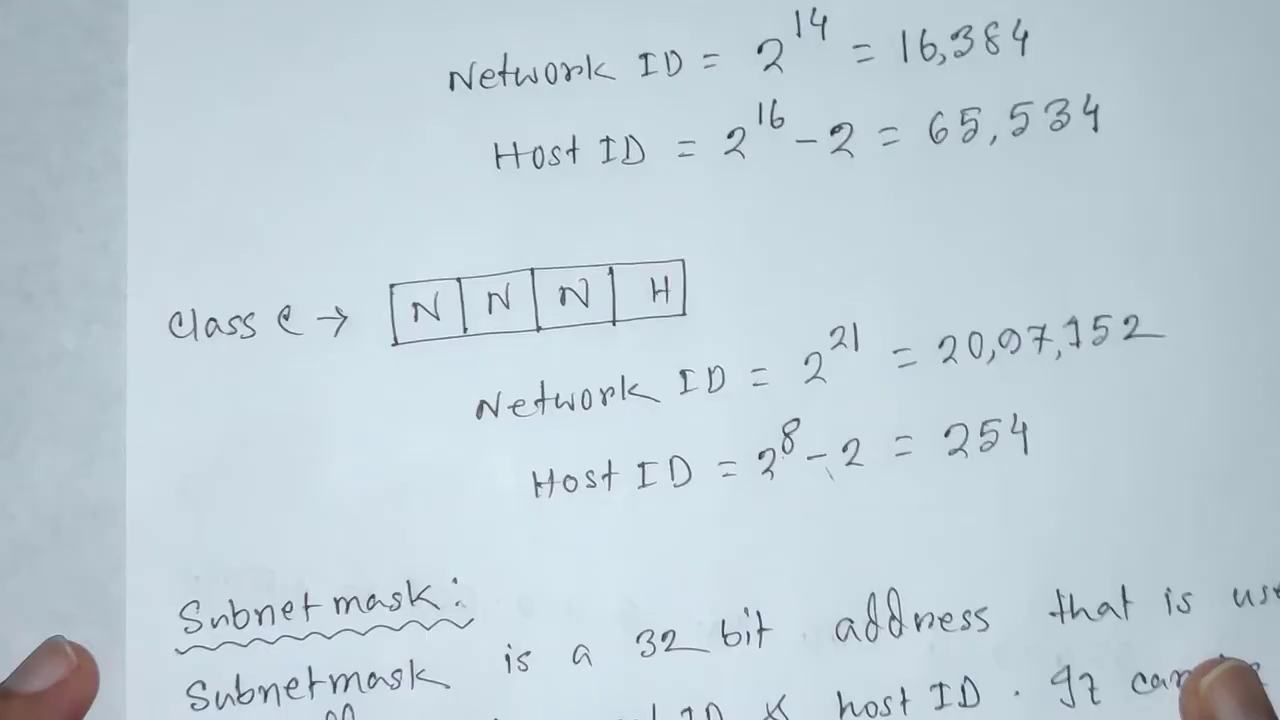 Network ID = 2^14 = 16,384
Host ID = 2^16 - 2 = 65,534
Class C → N N N H
Network ID = 2^21 = 20,97,152
Host ID = 2^8 - 2 = 254
Subnet mask:
Subnetmask is a 32 bit address that is
ID & host ID. It can